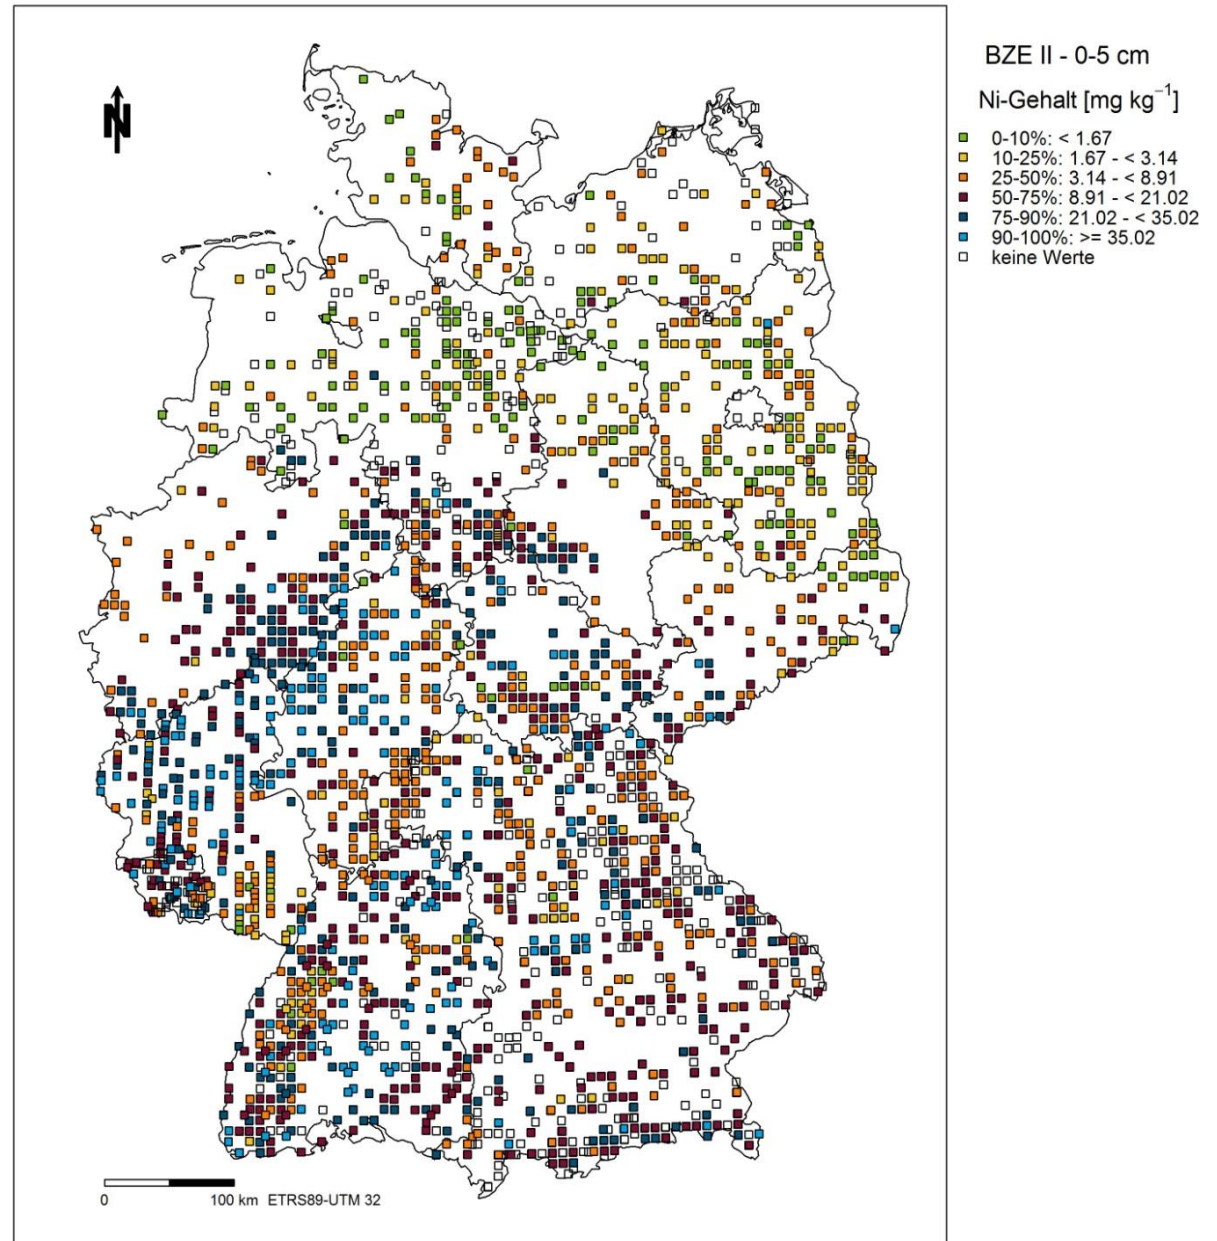 BZE II - 0-5 cm
Ni-Gehalt [mg kg⁻¹]
0-10%: < 1.67
10-25%: 1.67 - < 3.14
25-50%: 3.14 - < 8.91
50-75%: 8.91 - < 21.02
75-90%: 21.02 - < 35.02
90-100%: >= 35.02
keine Werte
N
0 100 km ETRS89-UTM 32